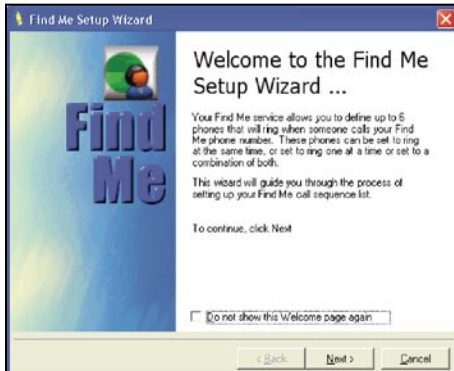 Find Me Setup Wizard
Find
Me
Welcome to the Find Me
Setup Wizard ...
Your Find Me service allows you to define up to 6
phones that will ring when someone calls your Find
Me phone number. These phones can be set to ring
at the same time, or set to ring one at a time or set to a
combination of both.
This wizard will guide you through the process of
setting up your Find Me call sequence list.
To continue, click Next
Do not show this Welcome page again
< Back
Next >
Cancel